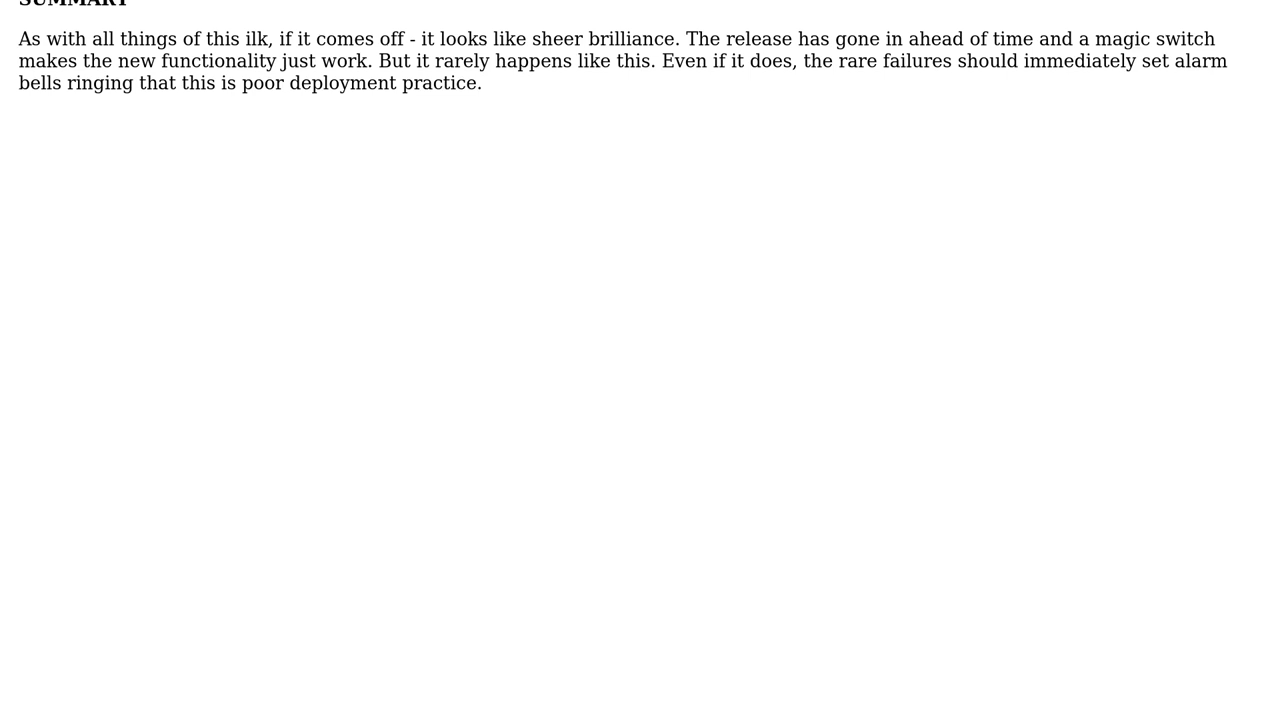 SUMMARY
As with all things of this ilk, if it comes off - it looks like sheer brilliance. The release has gone in ahead of time and a magic switch
makes the new functionality just work. But it rarely happens like this. Even if it does, the rare failures should immediately set alarm
bells ringing that this is poor deployment practice.